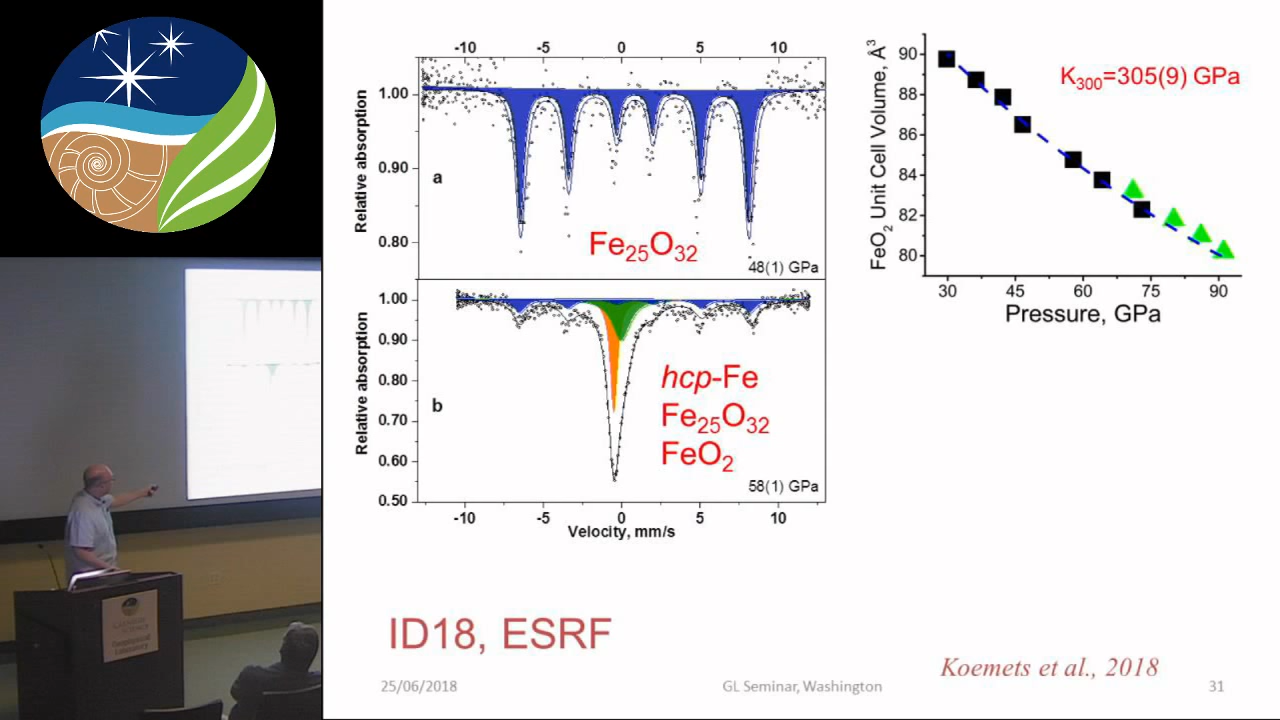 -10 -5 0 5 10
1.00
0.90
0.80
Relative absorption
a
Fe25O32
48(1) GPa
1.00
0.90
0.80
0.70
0.60
0.50
Relative absorption
b
hcp-Fe
Fe25O32
FeO2
58(1) GPa
-10 -5 0 5 10
Velocity, mm/s
90
88
86
84
82
80
FeO2 Unit Cell Volume, Å3
K300=305(9) GPa
30 45 60 75 90
Pressure, GPa
ID18, ESRF
Koemets et al., 2018
25/06/2018
GL Seminar, Washington
31
Geophysical
Laboratory